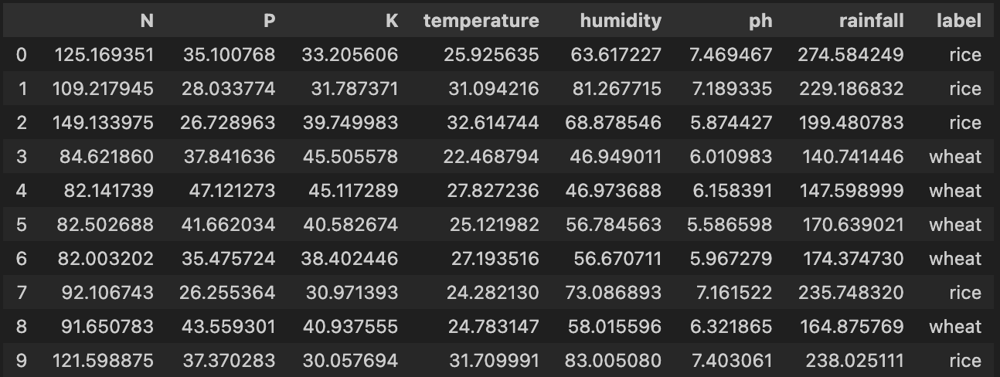 N P K temperature humidity ph rainfall label
0 125.169351 35.100768 33.205606 25.925635 63.617227 7.469467 274.584249 rice
1 109.217945 28.033774 31.787371 31.094216 81.267715 7.189335 229.186832 rice
2 149.133975 26.728963 39.749983 32.614744 68.878546 5.874427 199.480783 rice
3 84.621860 37.841636 45.505578 22.468794 46.949011 6.010983 140.741446 wheat
4 82.141739 47.121273 45.117289 27.827236 46.973688 6.158391 147.598999 wheat
5 82.502688 41.662034 40.582674 25.121982 56.784563 5.586598 170.639021 wheat
6 82.003202 35.475724 38.402446 27.193516 56.670711 5.967279 174.374730 wheat
7 92.106743 26.255364 30.971393 24.282130 73.086893 7.161522 235.748320 rice
8 91.650783 43.559301 40.937555 24.783147 58.015596 6.321865 164.875769 wheat
9 121.598875 37.370283 30.057694 31.709991 83.005080 7.403061 238.025111 rice